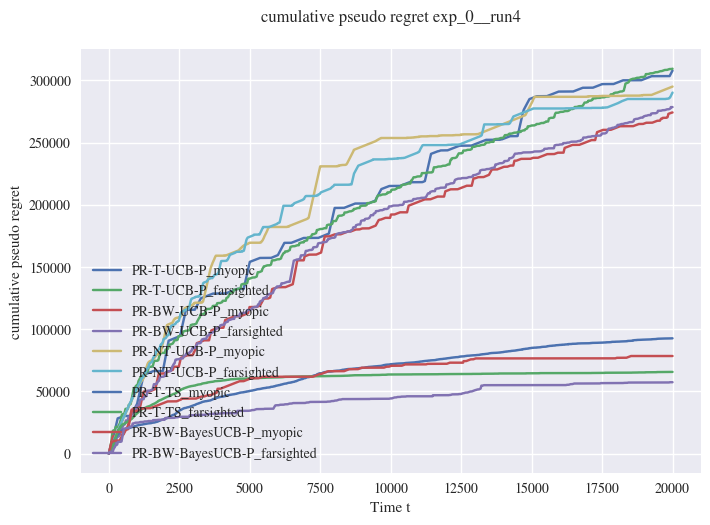 cumulative pseudo regret exp_0__run4
cumulative pseudo regret
300000
250000
200000
150000
100000
50000
0
PR-T-UCB-P_myopic
PR-T-UCB-P_farsighted
PR-BW-UCB-P_myopic
PR-BW-UCB-P_farsighted
PR-NT-UCB-P_myopic
PR-NT-UCB-P_farsighted
PR-T-TS_myopic
PR-T-TS_farsighted
PR-BW-BayesUCB-P_myopic
PR-BW-BayesUCB-P_farsighted
0 2500 5000 7500 10000 12500 15000 17500 20000
Time t